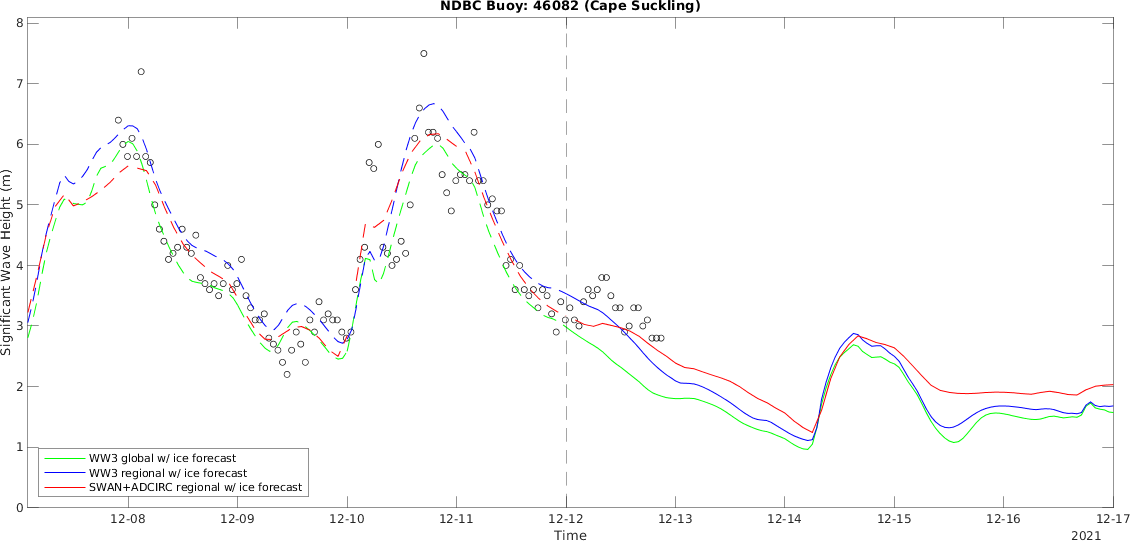 NDBC Buoy: 46082 (Cape Suckling)
8
7
6
5
4
3
2
1
0
Significant Wave Height (m)
WW3 global w/ ice forecast
WW3 regional w/ ice forecast
SWAN+ADCIRC regional w/ ice forecast
12-08 12-09 12-10 12-11 12-12 12-13 12-14 12-15 12-16 12-17
Time
2021